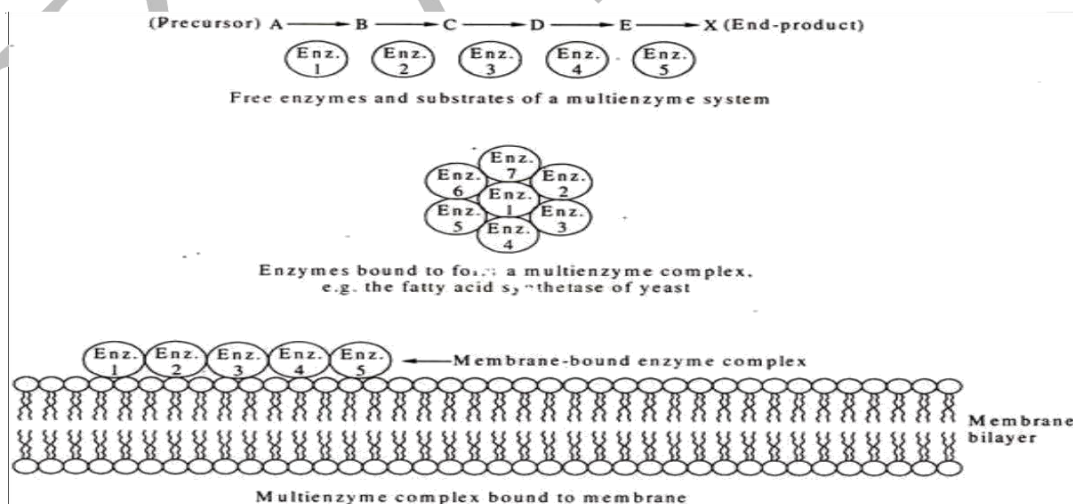 (Precursor) A B C D E X (End-product)
Enz. 1 Enz. 2 Enz. 3 Enz. 4 Enz. 5
Free enzymes and substrates of a multienzyme system
Enz. 7
Enz. 6 Enz. 2
Enz. 1
Enz. 5 Enz. 3
Enz. 4
Enzymes bound to form a multienzyme complex,
e.g. the fatty acid synthetase of yeast
Enz. 1 Enz. 2 Enz. 3 Enz. 4 Enz. 5 Membrane-bound enzyme complex
Membrane
bilayer
Multienzyme complex bound to membrane